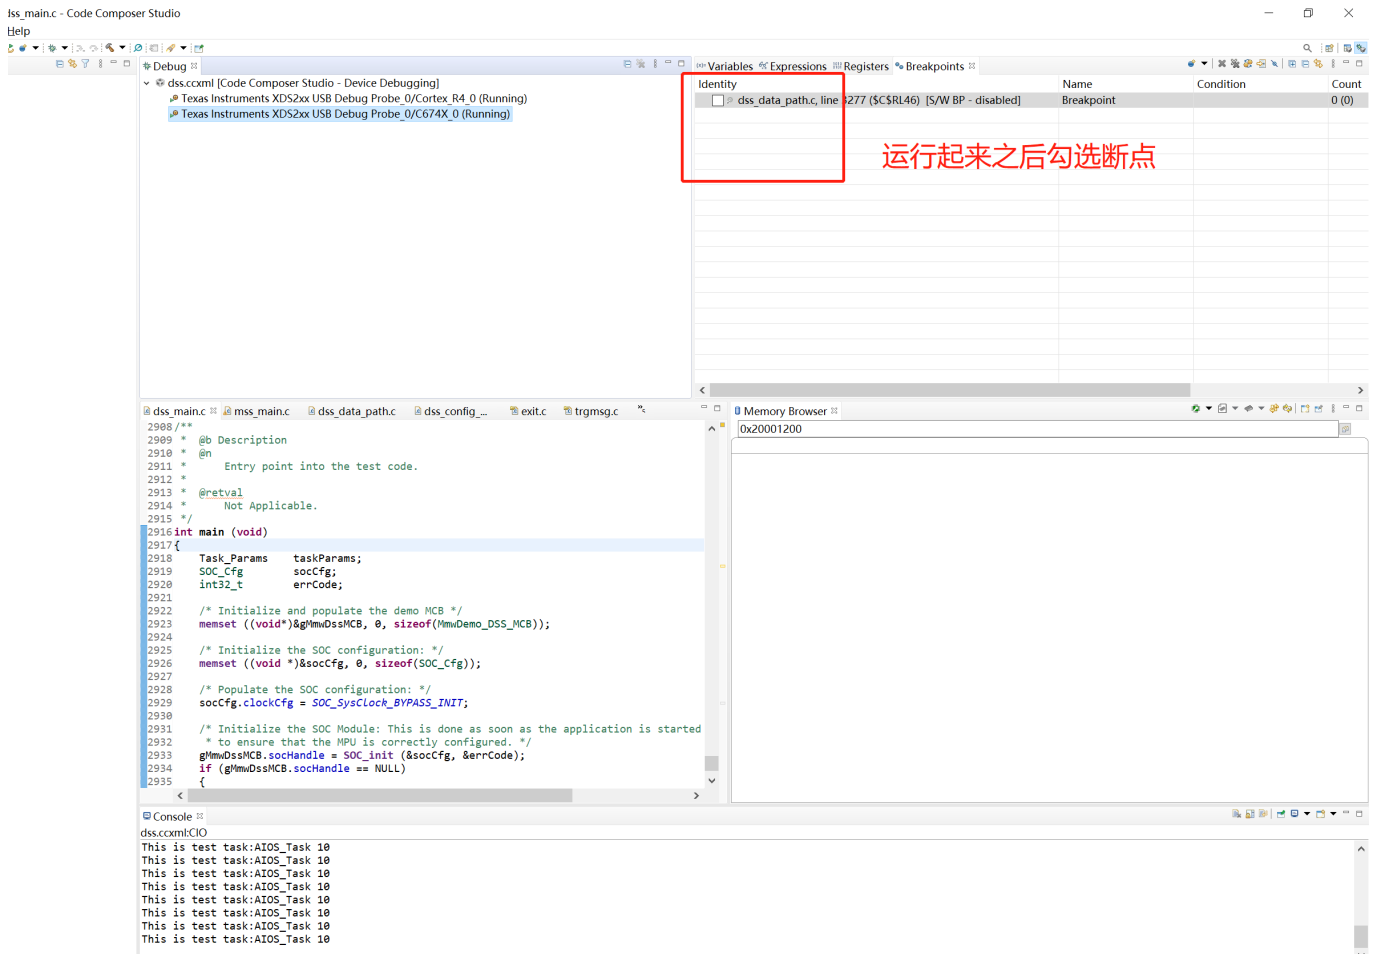 lss_main.c - Code Composer Studio
Help
Debug
dss.ccxml [Code Composer Studio - Device Debugging]
Texas Instruments XDS2xx USB Debug Probe_0/Cortex_R4_0 (Running)
Texas Instruments XDS2xx USB Debug Probe_0/C674X_0 (Running)
Variables Expressions Registers Breakpoints
Identity Name Condition Count
dss_data_path.c, line 3277 ($C$RL46) [S/W BP - disabled] Breakpoint 0 (0)
运行起来之后勾选断点
dss_main.c mss_main.c dss_data_path.c dss_config_... exit.c trgmsg.c
2908 /**
2909 * @b Description
2910 * @n
2911 * Entry point into the test code.
2912 *
2913 * @retval
2914 * Not Applicable.
2915 */
2916 int main (void)
2917 {
2918 Task_Params taskParams;
2919 SOC_Cfg socCfg;
2920 int32_t errCode;
2921
2922 /* Initialize and populate the demo MCB */
2923 memset ((void*)&gMmwDssMCB, 0, sizeof(MmwDemo_DSS_MCB));
2924
2925 /* Initialize the SOC configuration: */
2926 memset ((void *)&socCfg, 0, sizeof(SOC_Cfg));
2927
2928 /* Populate the SOC configuration: */
2929 socCfg.clockCfg = SOC_SysClock_BYPASS_INIT;
2930
2931 /* Initialize the SOC Module: This is done as soon as the application is started
2932 * to ensure that the MPU is correctly configured. */
2933 gMmwDssMCB.socHandle = SOC_init (&socCfg, &errCode);
2934 if (gMmwDssMCB.socHandle == NULL)
2935 {
Memory Browser
0x20001200
Console
dss.ccxml:CIO
This is test task:AIOS_Task 10
This is test task:AIOS_Task 10
This is test task:AIOS_Task 10
This is test task:AIOS_Task 10
This is test task:AIOS_Task 10
This is test task:AIOS_Task 10
This is test task:AIOS_Task 10
This is test task:AIOS_Task 10